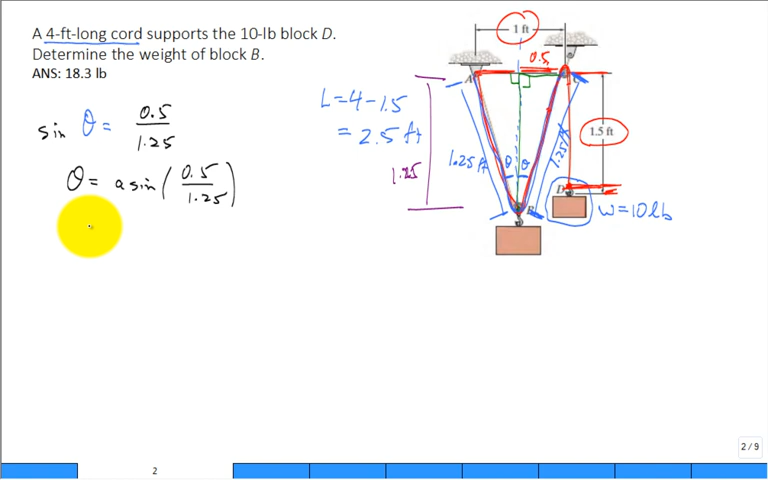 A 4-ft-long cord supports the 10-lb block D.
Determine the weight of block B.
ANS: 18.3 lb
sin θ = 0.5 / 1.25
θ = asin(0.5 / 1.25)
L=4-1.5
= 2.5 ft
1 ft
0.5
A
C
1.5 ft
1.25 ft
θ θ
1.25 ft
1.25
B
D
W=10lb
2 / 9
2